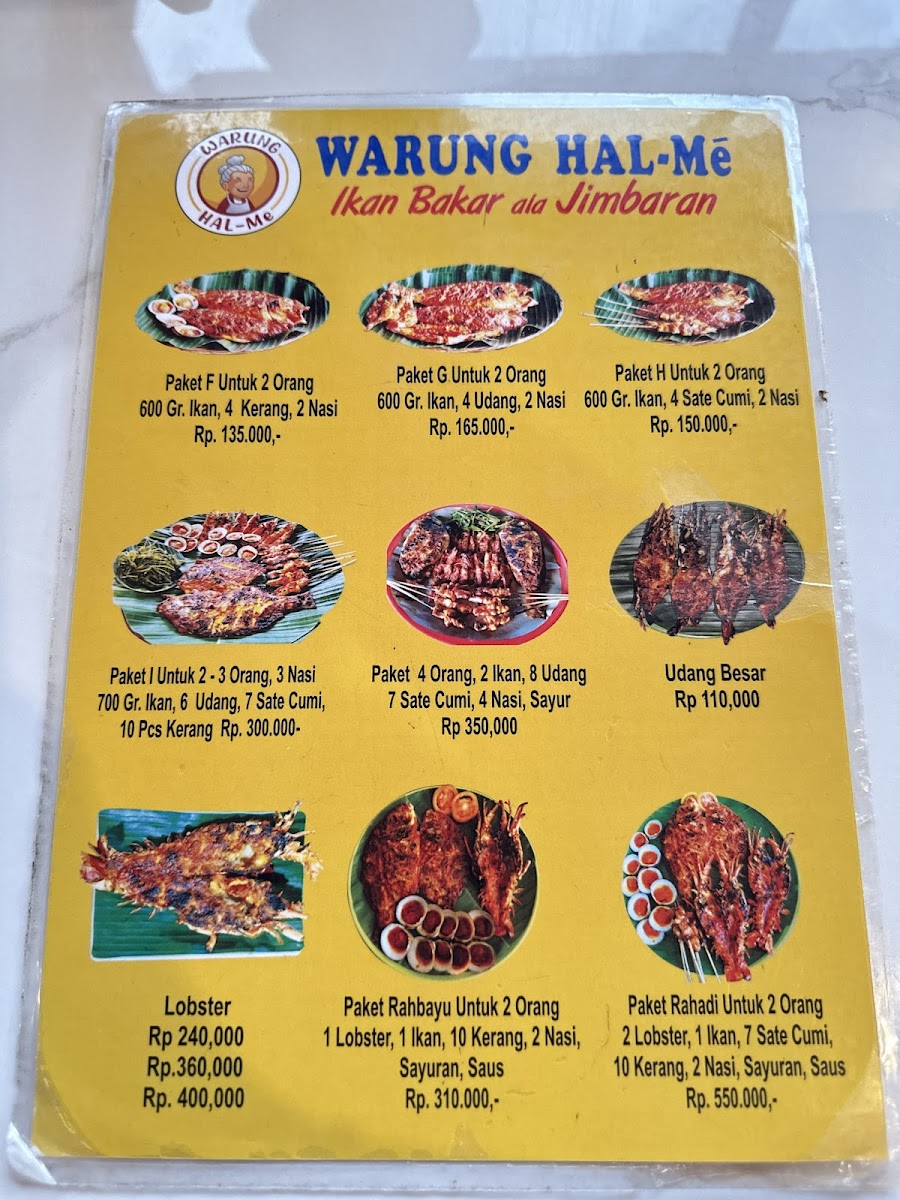 WARUNG
HAL-Me
WARUNG HAL-Mé
Ikan Bakar ala Jimbaran
Paket F Untuk 2 Orang
600 Gr. Ikan, 4 Kerang, 2 Nasi
Rp. 135.000,-
Paket G Untuk 2 Orang
600 Gr. Ikan, 4 Udang, 2 Nasi
Rp. 165.000,-
Paket H Untuk 2 Orang
600 Gr. Ikan, 4 Sate Cumi, 2 Nasi
Rp. 150.000,-
Paket I Untuk 2 - 3 Orang, 3 Nasi
700 Gr. Ikan, 6 Udang, 7 Sate Cumi,
10 Pcs Kerang Rp. 300.000-
Paket 4 Orang, 2 Ikan, 8 Udang
7 Sate Cumi, 4 Nasi, Sayur
Rp 350,000
Udang Besar
Rp 110,000
Lobster
Rp 240,000
Rp.360,000
Rp. 400,000
Paket Rahbayu Untuk 2 Orang
1 Lobster, 1 Ikan, 10 Kerang, 2 Nasi,
Sayuran, Saus
Rp. 310.000,-
Paket Rahadi Untuk 2 Orang
2 Lobster, 1 Ikan, 7 Sate Cumi,
10 Kerang, 2 Nasi, Sayuran, Saus
Rp. 550.000,-